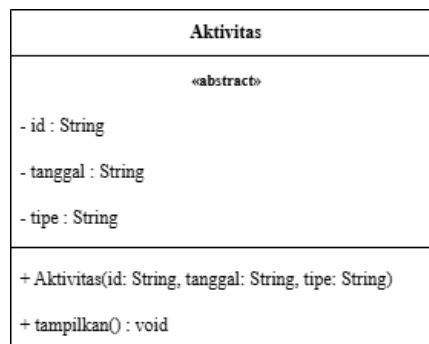 Aktivitas
«abstract»
- id : String
- tanggal : String
- tipe : String
+ Aktivitas(id: String, tanggal: String, tipe: String)
+ tampilkan() : void